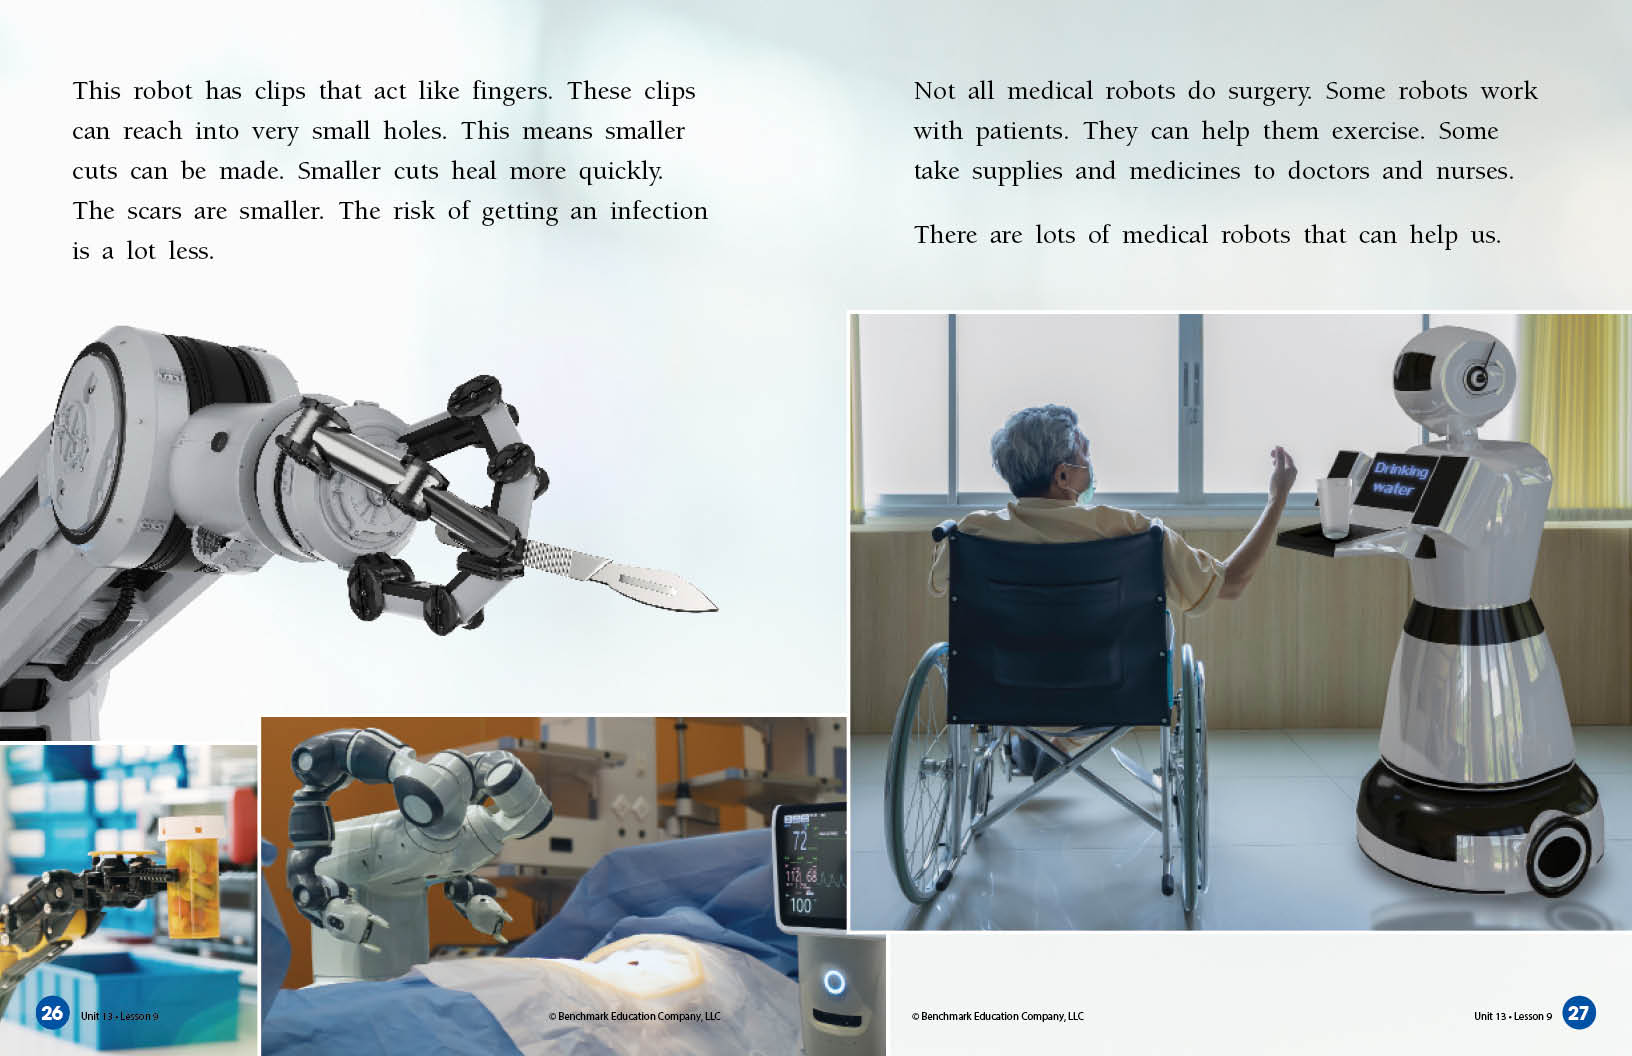 This robot has clips that act like fingers. These clips
can reach into very small holes. This means smaller
cuts can be made. Smaller cuts heal more quickly.
The scars are smaller. The risk of getting an infection
is a lot less.
26
Unit 13 • Lesson 9
© Benchmark Education Company, LLC
72
112 68
100
Not all medical robots do surgery. Some robots work
with patients. They can help them exercise. Some
take supplies and medicines to doctors and nurses.
There are lots of medical robots that can help us.
Drinking
water
© Benchmark Education Company, LLC
Unit 13 • Lesson 9
27